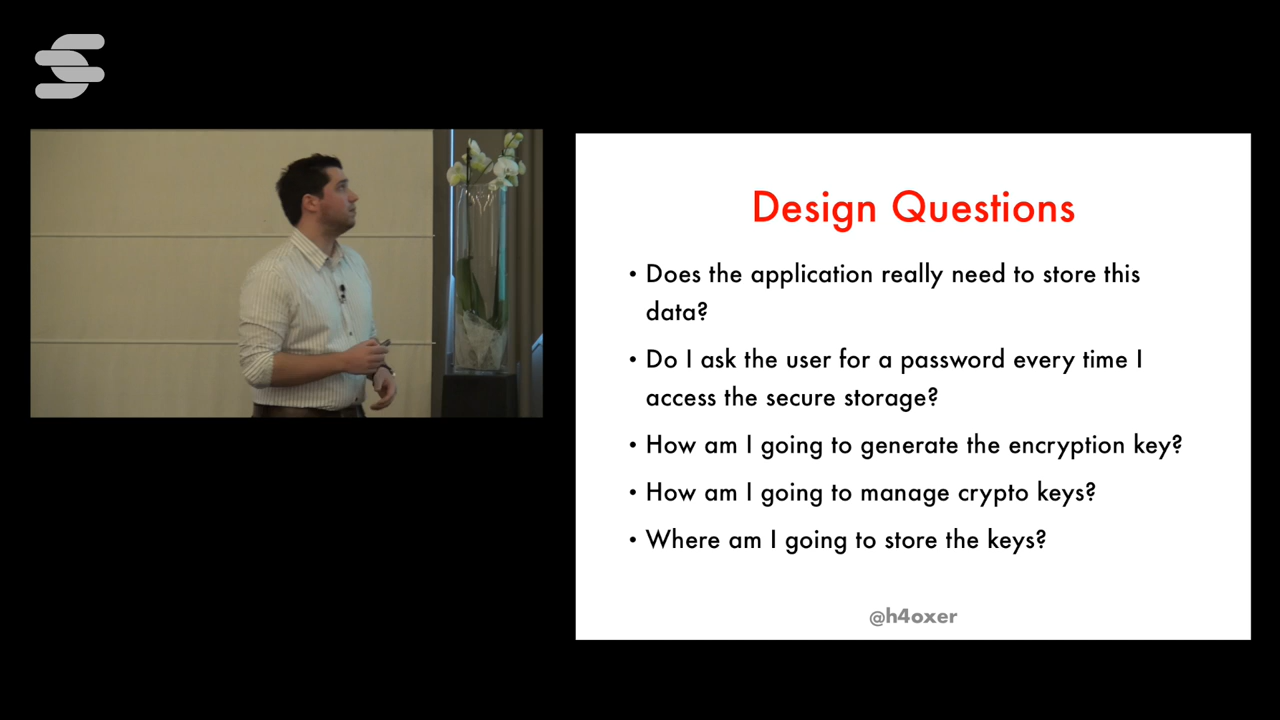 Design Questions
• Does the application really need to store this
data?
• Do I ask the user for a password every time I
access the secure storage?
• How am I going to generate the encryption key?
• How am I going to manage crypto keys?
• Where am I going to store the keys?
@h4oxer